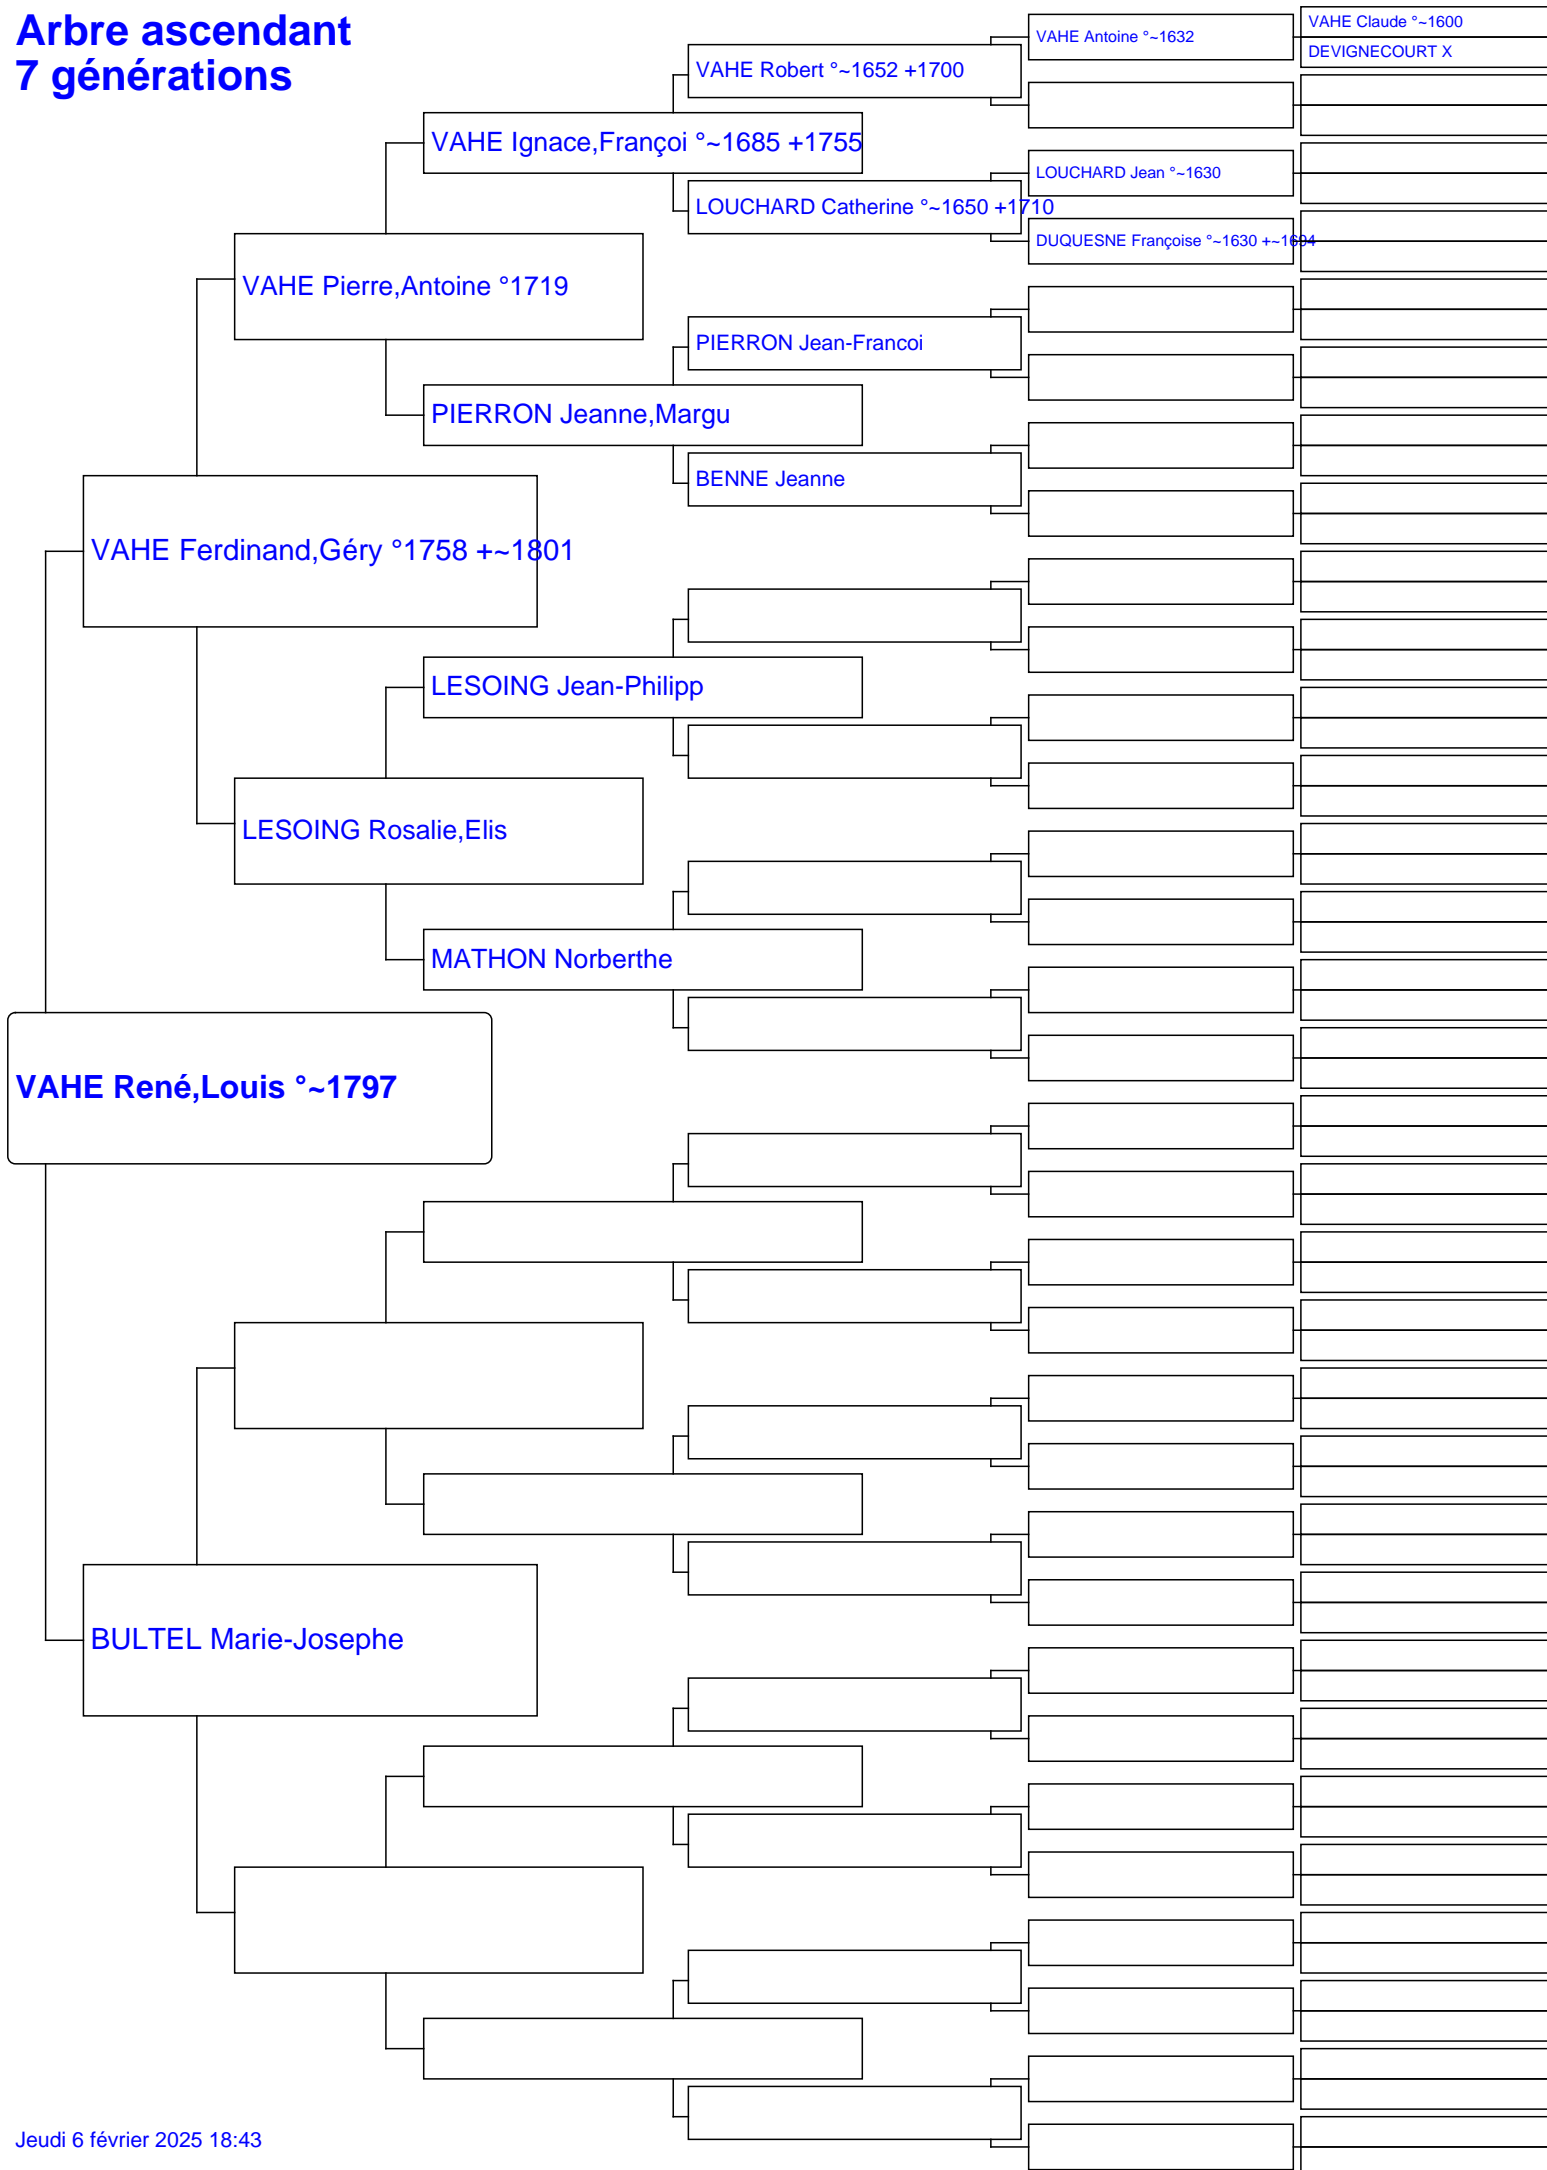 Arbre ascendant
7 générations
VAHE Claude °~1600
VAHE Antoine °~1632
DEVIGNECOURT X
VAHE Robert °~1652 +1700
VAHE Ignace,Françoi °~1685 +1755
LOUCHARD Jean °~1630
LOUCHARD Catherine °~1650 +1710
DUQUESNE Françoise °~1630 +~1694
VAHE Pierre,Antoine °1719
PIERRON Jean-Francoi
PIERRON Jeanne,Margu
BENNE Jeanne
VAHE Ferdinand,Géry °1758 +~1801
LESOING Jean-Philipp
LESOING Rosalie,Elis
MATHON Norberthe
VAHE René,Louis °~1797
BULTEL Marie-Josephe
Jeudi 6 février 2025 18:43